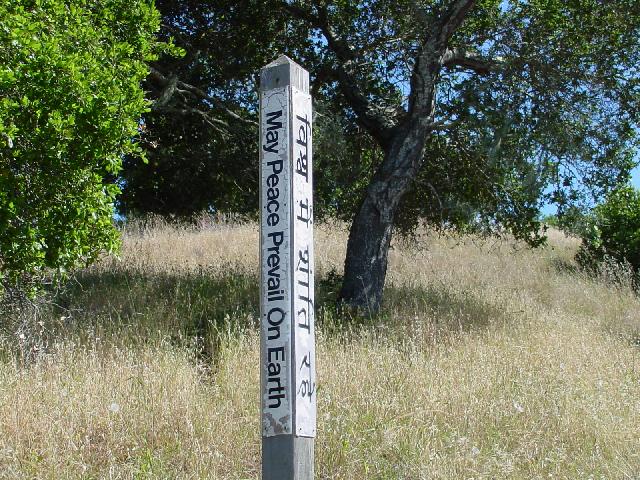 May Peace Prevail On Earth
विश्व में शांति रहे